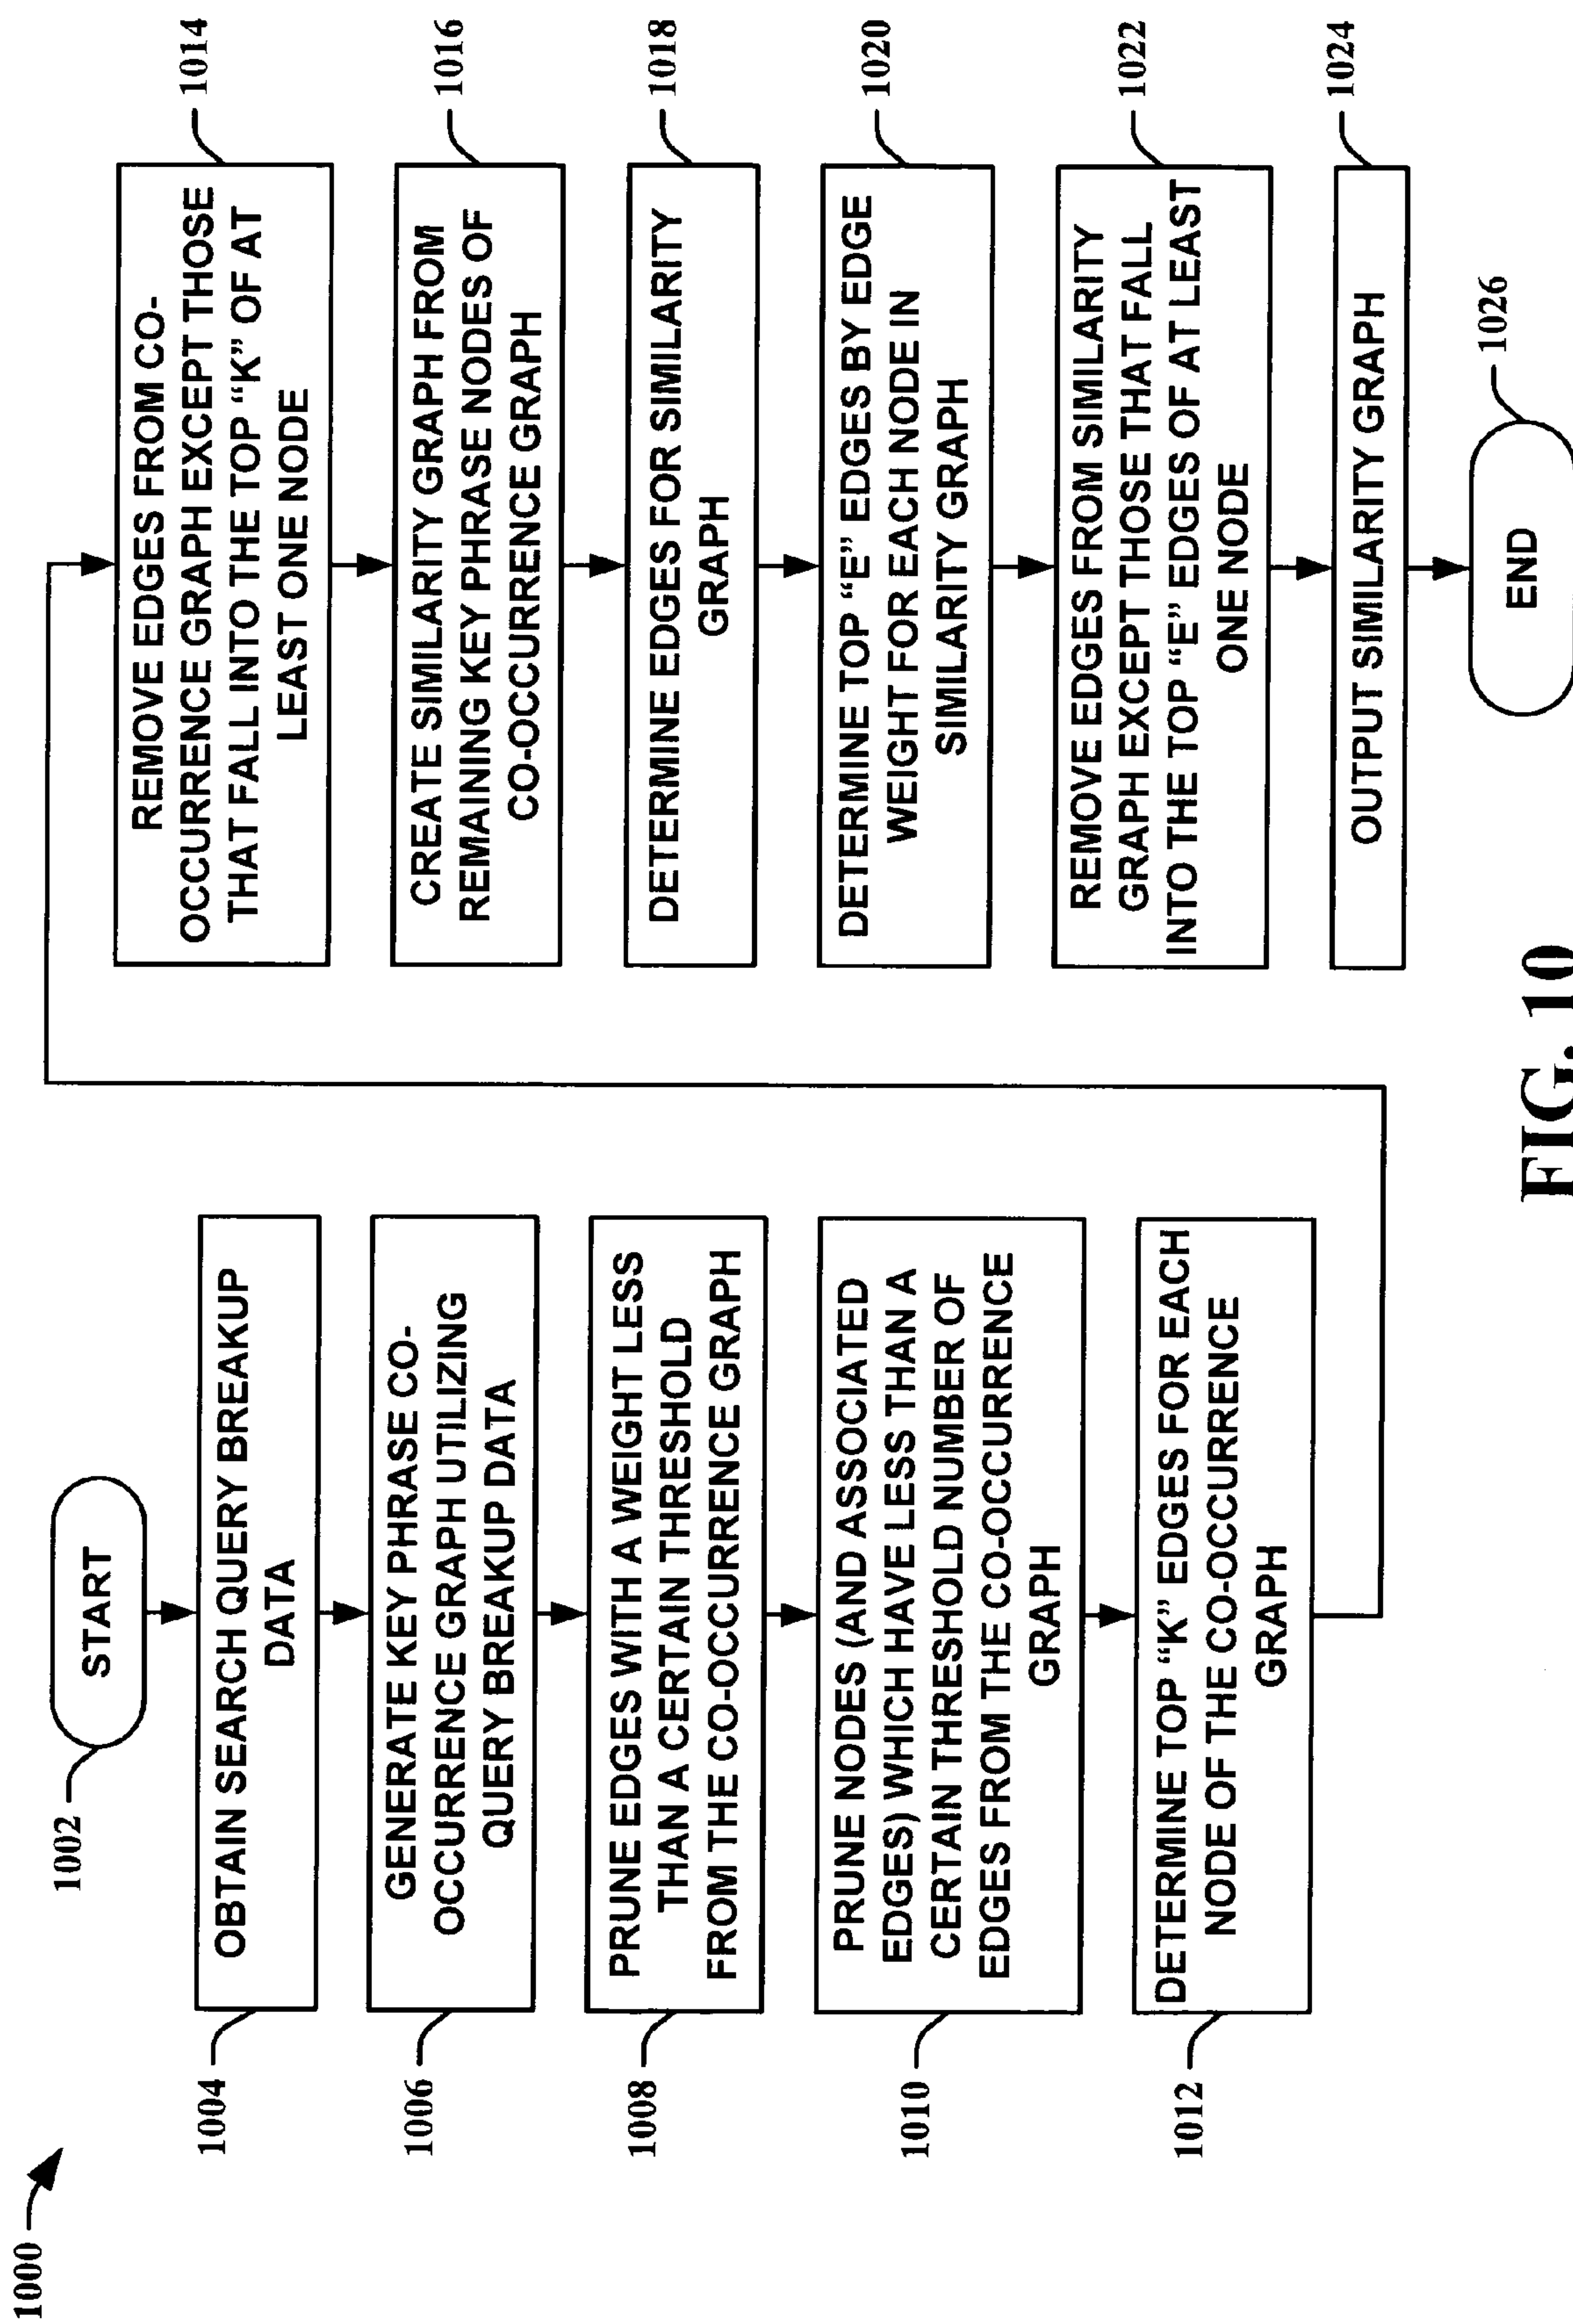 1000
START
1002
OBTAIN SEARCH QUERY BREAKUP
DATA
1004
GENERATE KEY PHRASE CO-
OCCURRENCE GRAPH UTILIZING
QUERY BREAKUP DATA
1006
PRUNE EDGES WITH A WEIGHT LESS
THAN A CERTAIN THRESHOLD
FROM THE CO-OCCURRENCE GRAPH
1008
PRUNE NODES (AND ASSOCIATED
EDGES) WHICH HAVE LESS THAN A
CERTAIN THRESHOLD NUMBER OF
EDGES FROM THE CO-OCCURRENCE
GRAPH
1010
DETERMINE TOP “K” EDGES FOR EACH
NODE OF THE CO-OCCURRENCE
GRAPH
1012
REMOVE EDGES FROM CO-
OCCURRENCE GRAPH EXCEPT THOSE
THAT FALL INTO THE TOP “K” OF AT
LEAST ONE NODE
1014
CREATE SIMILARITY GRAPH FROM
REMAINING KEY PHRASE NODES OF
CO-OCCURRENCE GRAPH
1016
DETERMINE EDGES FOR SIMILARITY
GRAPH
1018
DETERMINE TOP “E” EDGES BY EDGE
WEIGHT FOR EACH NODE IN
SIMILARITY GRAPH
1020
REMOVE EDGES FROM SIMILARITY
GRAPH EXCEPT THOSE THAT FALL
INTO THE TOP “E” EDGES OF AT LEAST
ONE NODE
1022
OUTPUT SIMILARITY GRAPH
1024
END
1026
FIG. 10